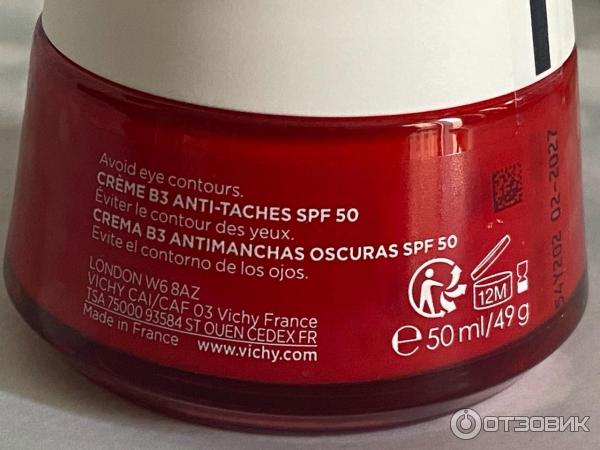 Avoid eye contours.
CRÈME B3 ANTI-TACHES SPF 50
Éviter le contour des yeux.
CREMA B3 ANTIMANCHAS OSCURAS SPF 50
Evite el contorno de los ojos.
LONDON W6 8AZ
VICHY CAI/CAF 03 Vichy France
TSA 75000 93584 ST OUEN CEDEX FR
Made in France
www.vichy.com
12M
e 50 ml/49 g
54Y202 02-2027
ОТЗОВИК